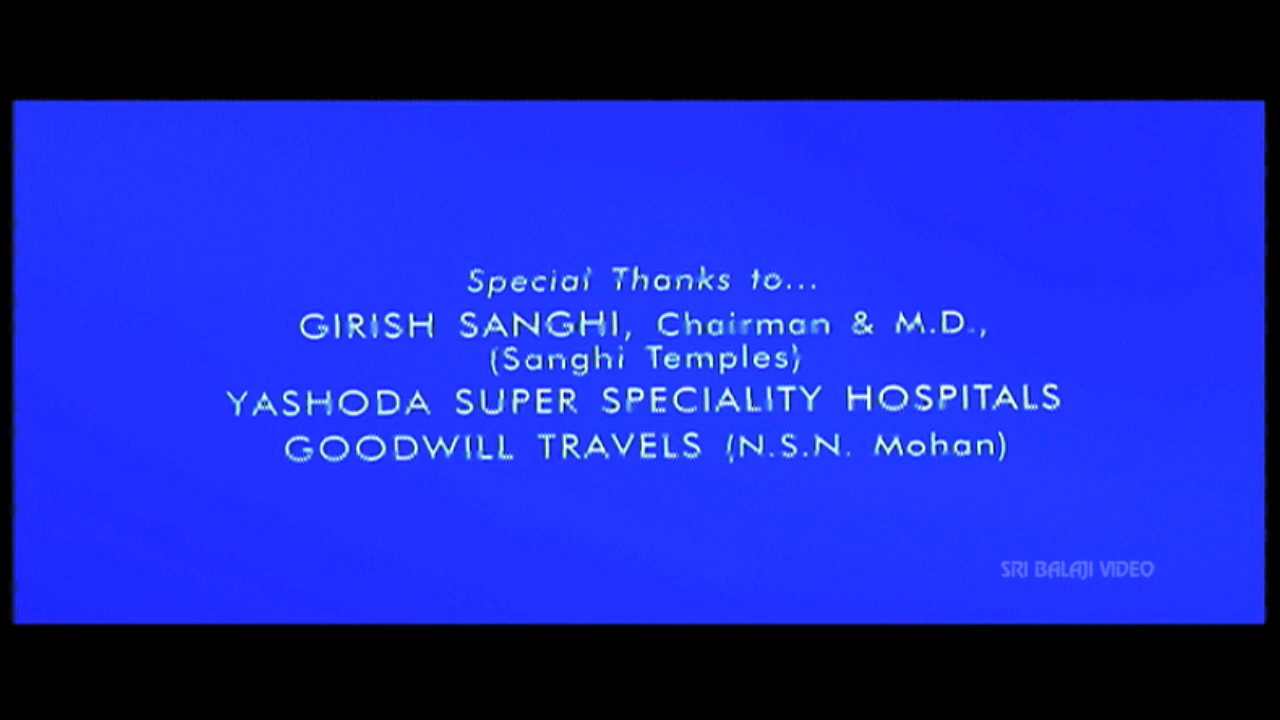 Special Thanks to...
GIRISH SANGHI, Chairman & M.D.,
(Sanghi Temples)
YASHODA SUPER SPECIALITY HOSPITALS
GOODWILL TRAVELS (N.S.N. Mohan)
SRI BALAJI VIDEO